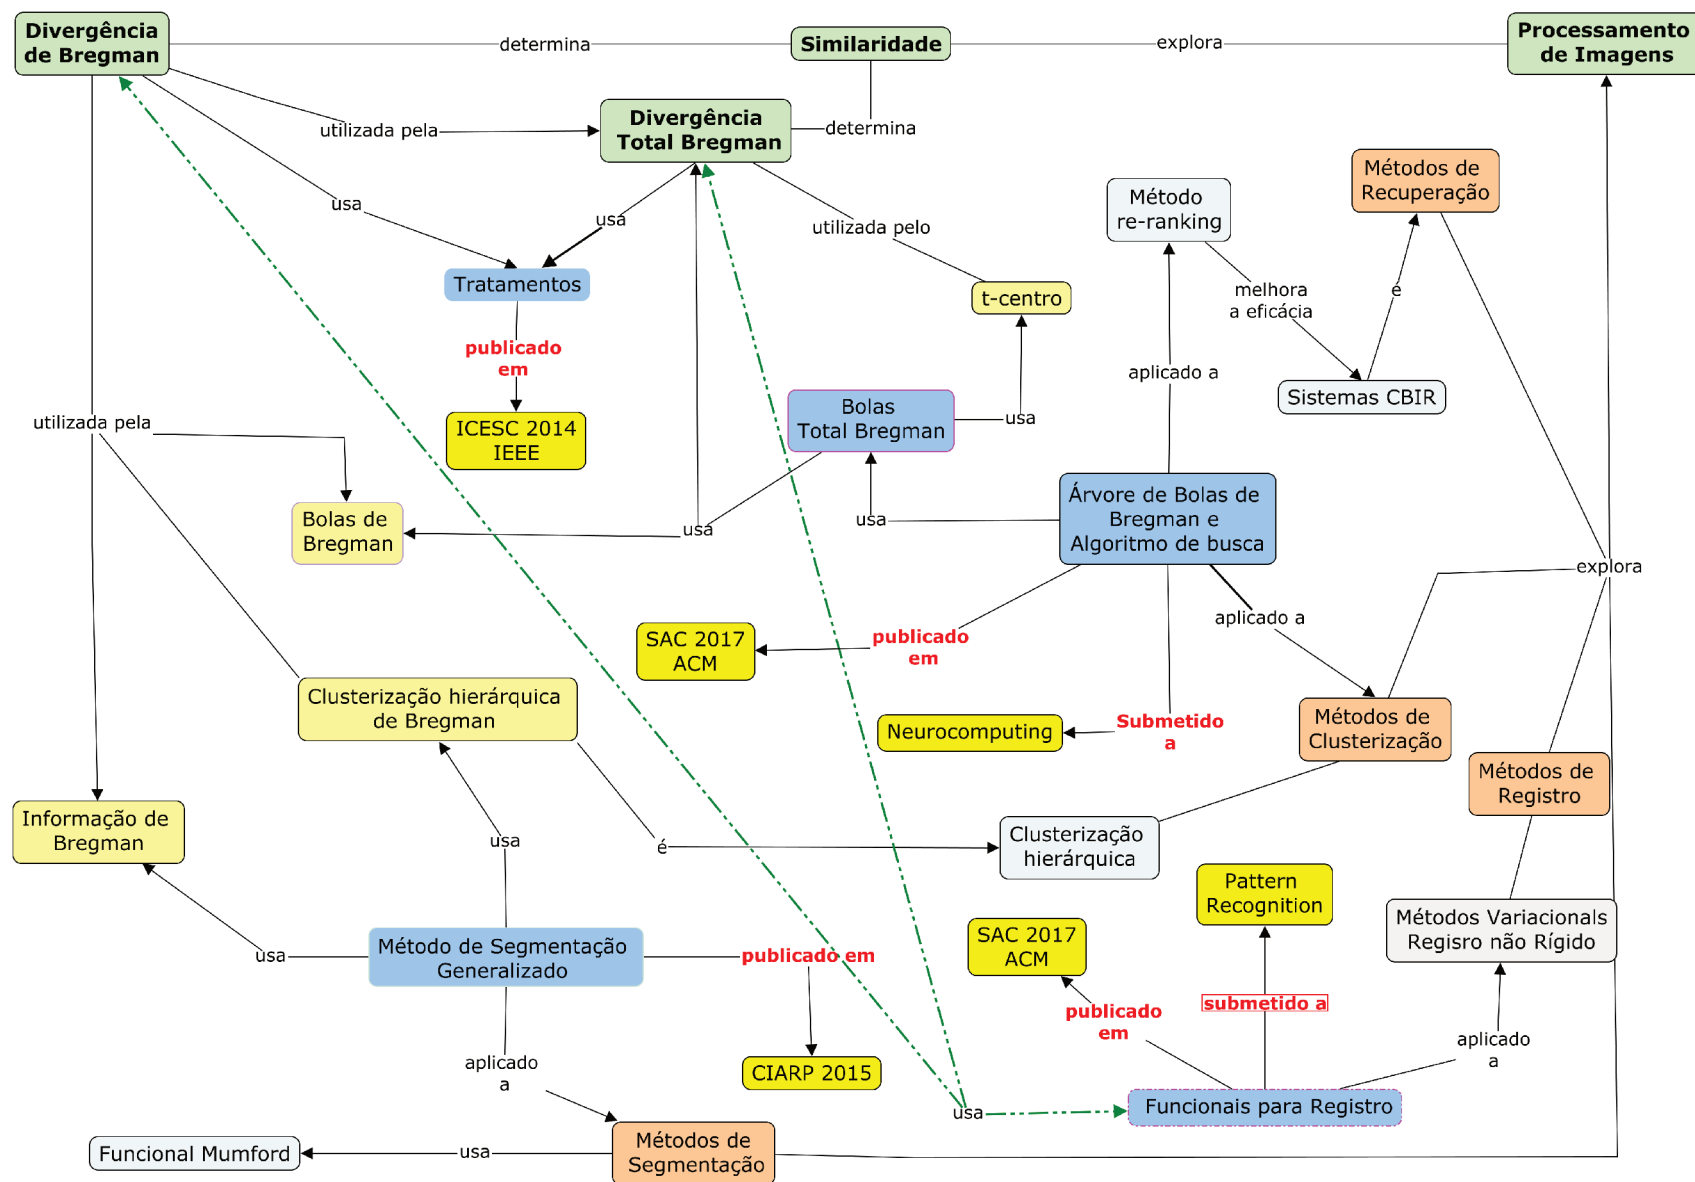 Divergência
de Bregman
determina
Similaridade
explora
Processamento
de Imagens
utilizada pela
Divergência
Total Bregman
determina
Métodos de
Recuperação
Método
re-ranking
usa
usa
utilizada pelo
Tratamentos
t-centro
melhora
a eficácia
é
publicado
em
aplicado a
Sistemas CBIR
ICESC 2014
IEEE
utilizada pela
Bolas
Total Bregman
usa
Árvore de Bolas de
Bregman e
Algoritmo de busca
usa
Bolas de
Bregman
usa
explora
aplicado a
SAC 2017
ACM
publicado
em
Clusterização hierárquica
de Bregman
Neurocomputing
Submetido
a
Métodos de
Clusterização
Métodos de
Registro
Informação de
Bregman
usa
é
Clusterização
hierárquica
Pattern
Recognition
Métodos Variacionals
Regisro não Rígido
SAC 2017
ACM
usa
Método de Segmentação
Generalizado
publicado em
publicado
em
submetido a
aplicado
a
aplicado
a
CIARP 2015
usa
Funcionais para Registro
Funcional Mumford
usa
Métodos de
Segmentação